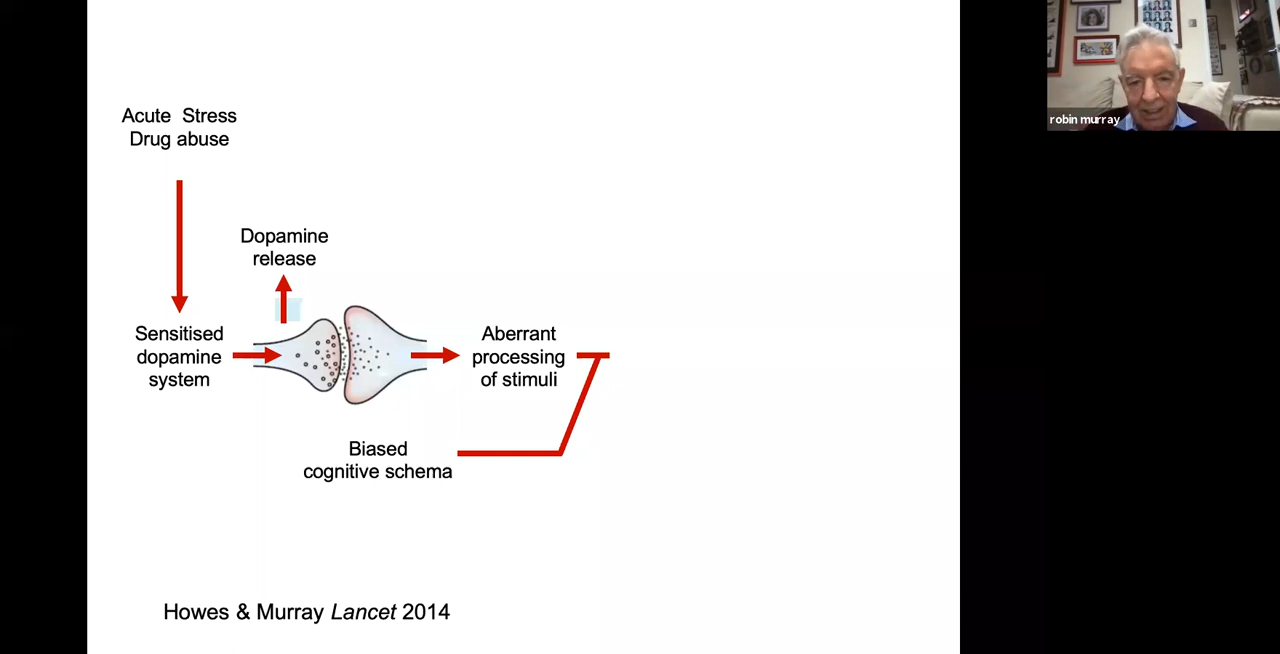 Acute Stress
Drug abuse
Dopamine
release
Sensitised
dopamine
system
Aberrant
processing
of stimuli
Biased
cognitive schema
Howes & Murray Lancet 2014
robin murray